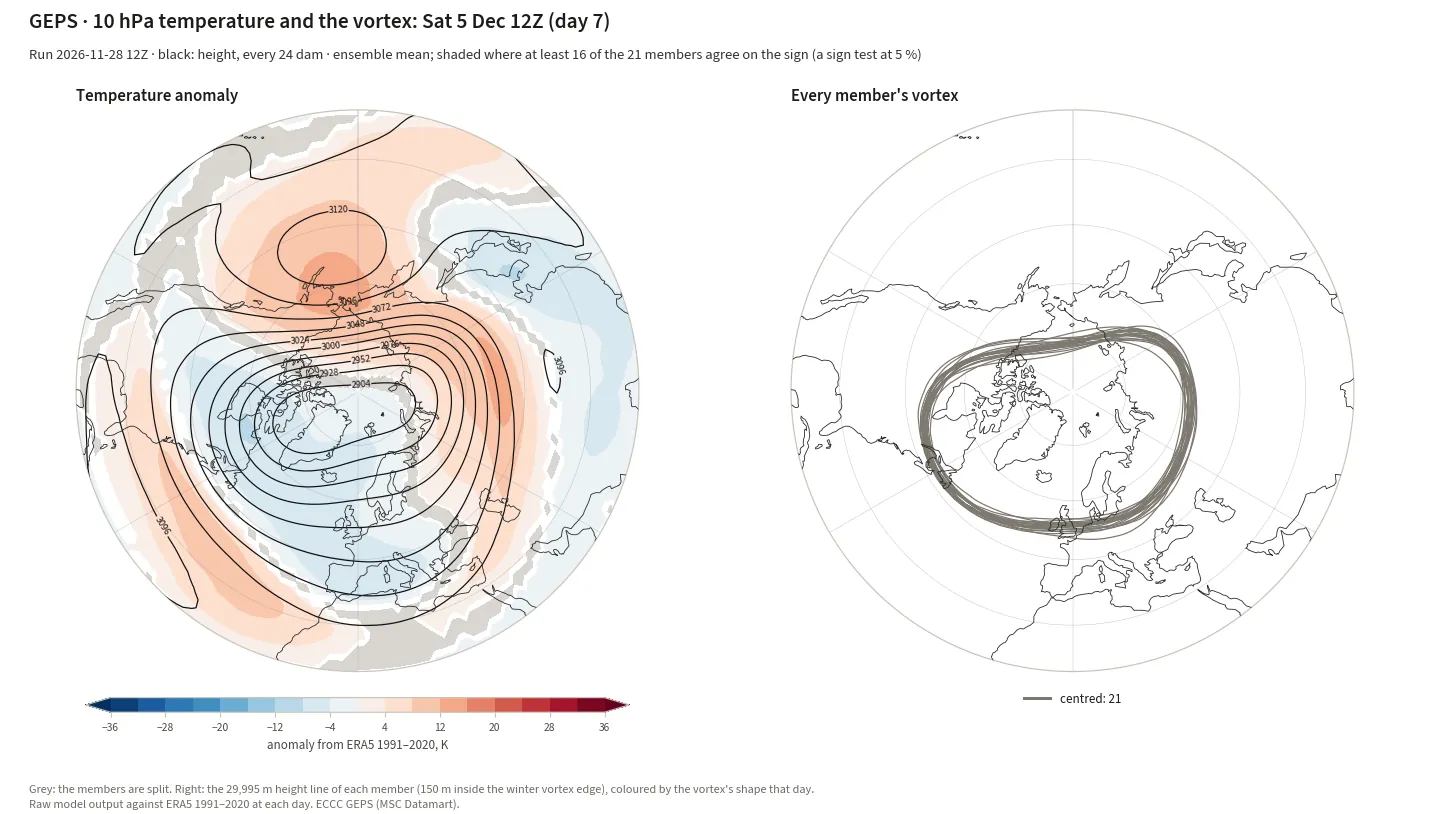 GEPS · 10 hPa temperature and the vortex: Sat 5 Dec 12Z (day 7)
Run 2026-11-28 12Z · black: height, every 24 dam · ensemble mean; shaded where at least 16 of the 21 members agree on the sign (a sign test at 5 %)
Temperature anomaly
Every member's vortex
3120
3096
3072
3048
3024
3000
2976
2952
2928
2904
3096
3096
−36 −28 −20 −12 −4 4 12 20 28 36
anomaly from ERA5 1991–2020, K
centred: 21
Grey: the members are split. Right: the 29,995 m height line of each member (150 m inside the winter vortex edge), coloured by the vortex's shape that day.
Raw model output against ERA5 1991–2020 at each day. ECCC GEPS (MSC Datamart).